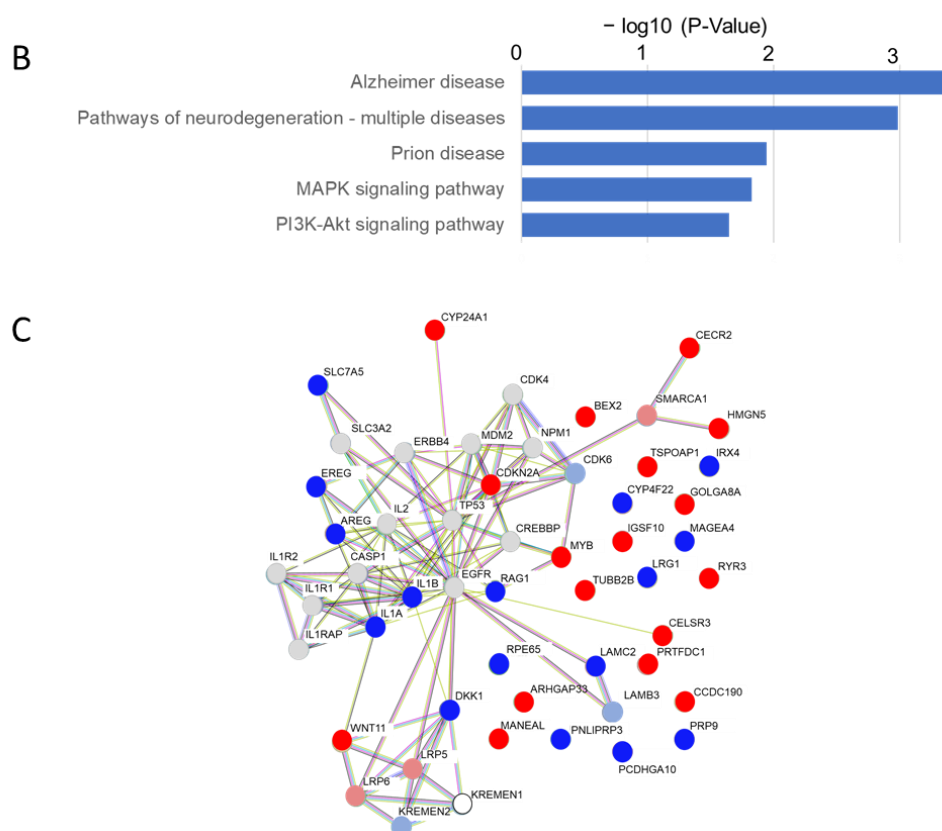 B
− log10 (P-Value)
0 1 2 3
Alzheimer disease
Pathways of neurodegeneration - multiple diseases
Prion disease
MAPK signaling pathway
PI3K-Akt signaling pathway
C
CYP24A1
CECR2
SLC7A5
CDK4
SMARCA1
BEX2
HMGN5
SLC3A2
ERBB4
MDM2
NPM1
TSPOAP1
IRX4
CDKN2A
CDK6
EREG
CYP4F22
GOLGA8A
IL2
TP53
AREG
CREBBP
IGSF10
MAGEA4
MYB
IL1R2
CASP1
EGFR
LRG1
RYR3
IL1B
RAG1
TUBB2B
IL1R1
IL1A
CELSR3
IL1RAP
RPE65
LAMC2
PRTFDC1
DKK1
ARHGAP33
LAMB3
CCDC190
WNT11
MANEAL
PNLIPRP3
PRP9
LRP5
PCDHGA10
LRP6
KREMEN1
KREMEN2